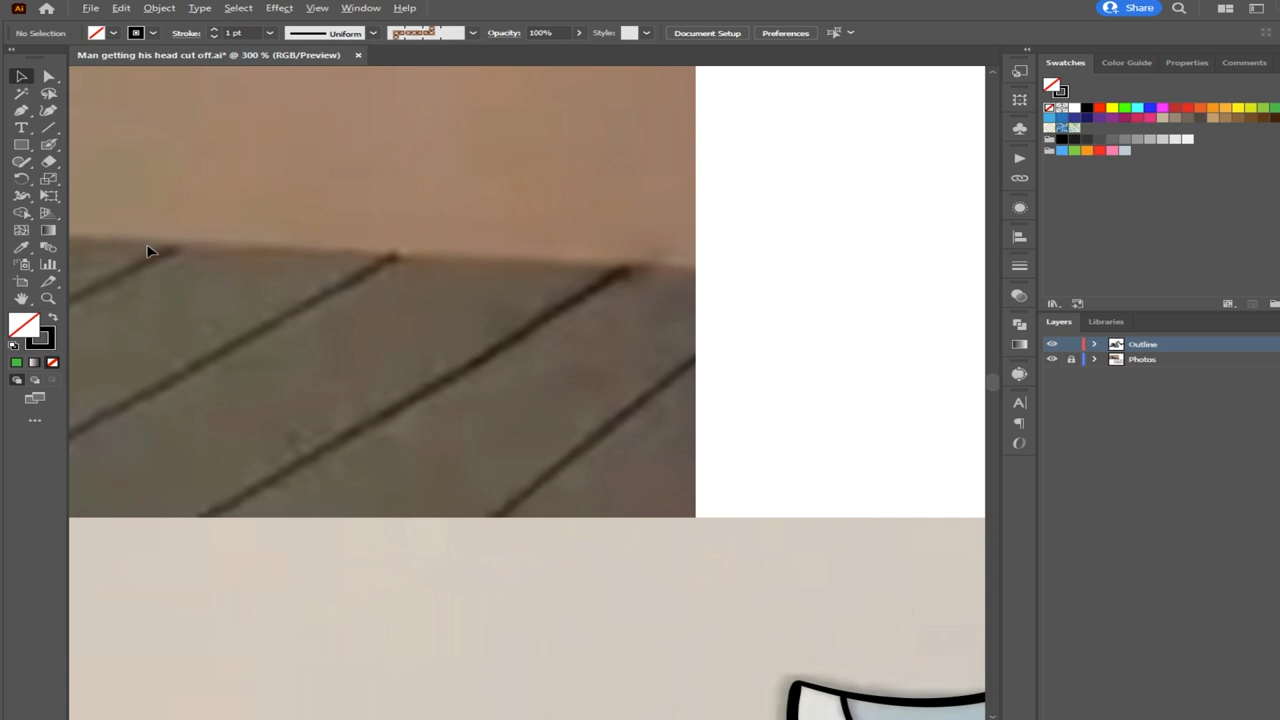 Ai File Edit Object Type Select Effect View Window Help Share
No Selection Stroke: 1 pt Uniform Opacity: 100% Style: Document Setup Preferences
Man getting his head cut off.ai* @ 300 % (RGB/Preview) ×
Swatches Color Guide Properties Comments
Layers Libraries
Outline
Photos